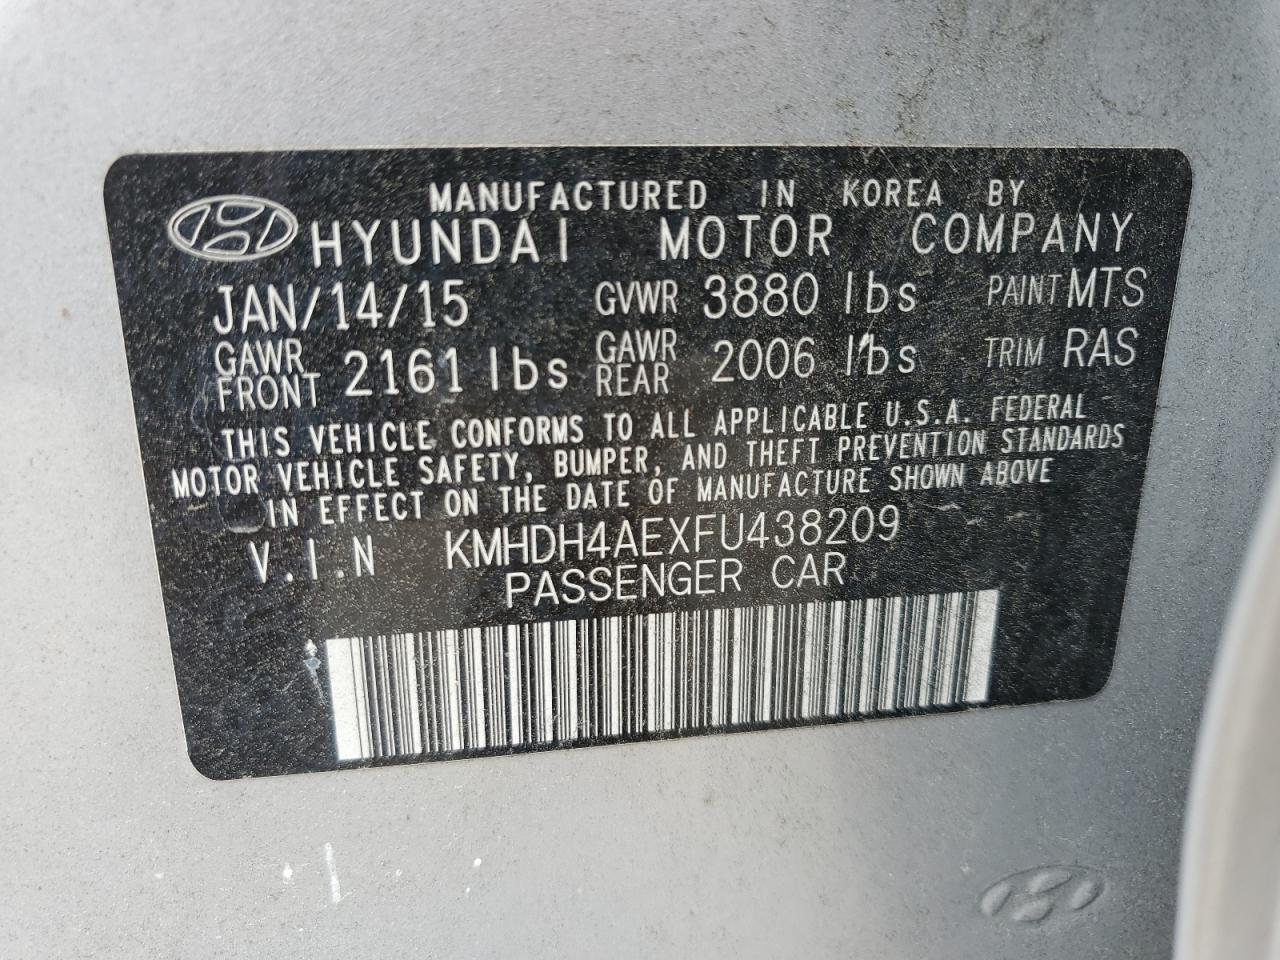 MANUFACTURED IN KOREA BY
HYUNDAI MOTOR COMPANY
JAN/14/15 GVWR 3880 lbs PAINT MTS
GAWR FRONT 2161 lbs GAWR REAR 2006 lbs TRIM RAS
THIS VEHICLE CONFORMS TO ALL APPLICABLE U.S.A. FEDERAL
MOTOR VEHICLE SAFETY, BUMPER, AND THEFT PREVENTION STANDARDS
IN EFFECT ON THE DATE OF MANUFACTURE SHOWN ABOVE
V.I.N KMHDH4AEXFU438209
PASSENGER CAR